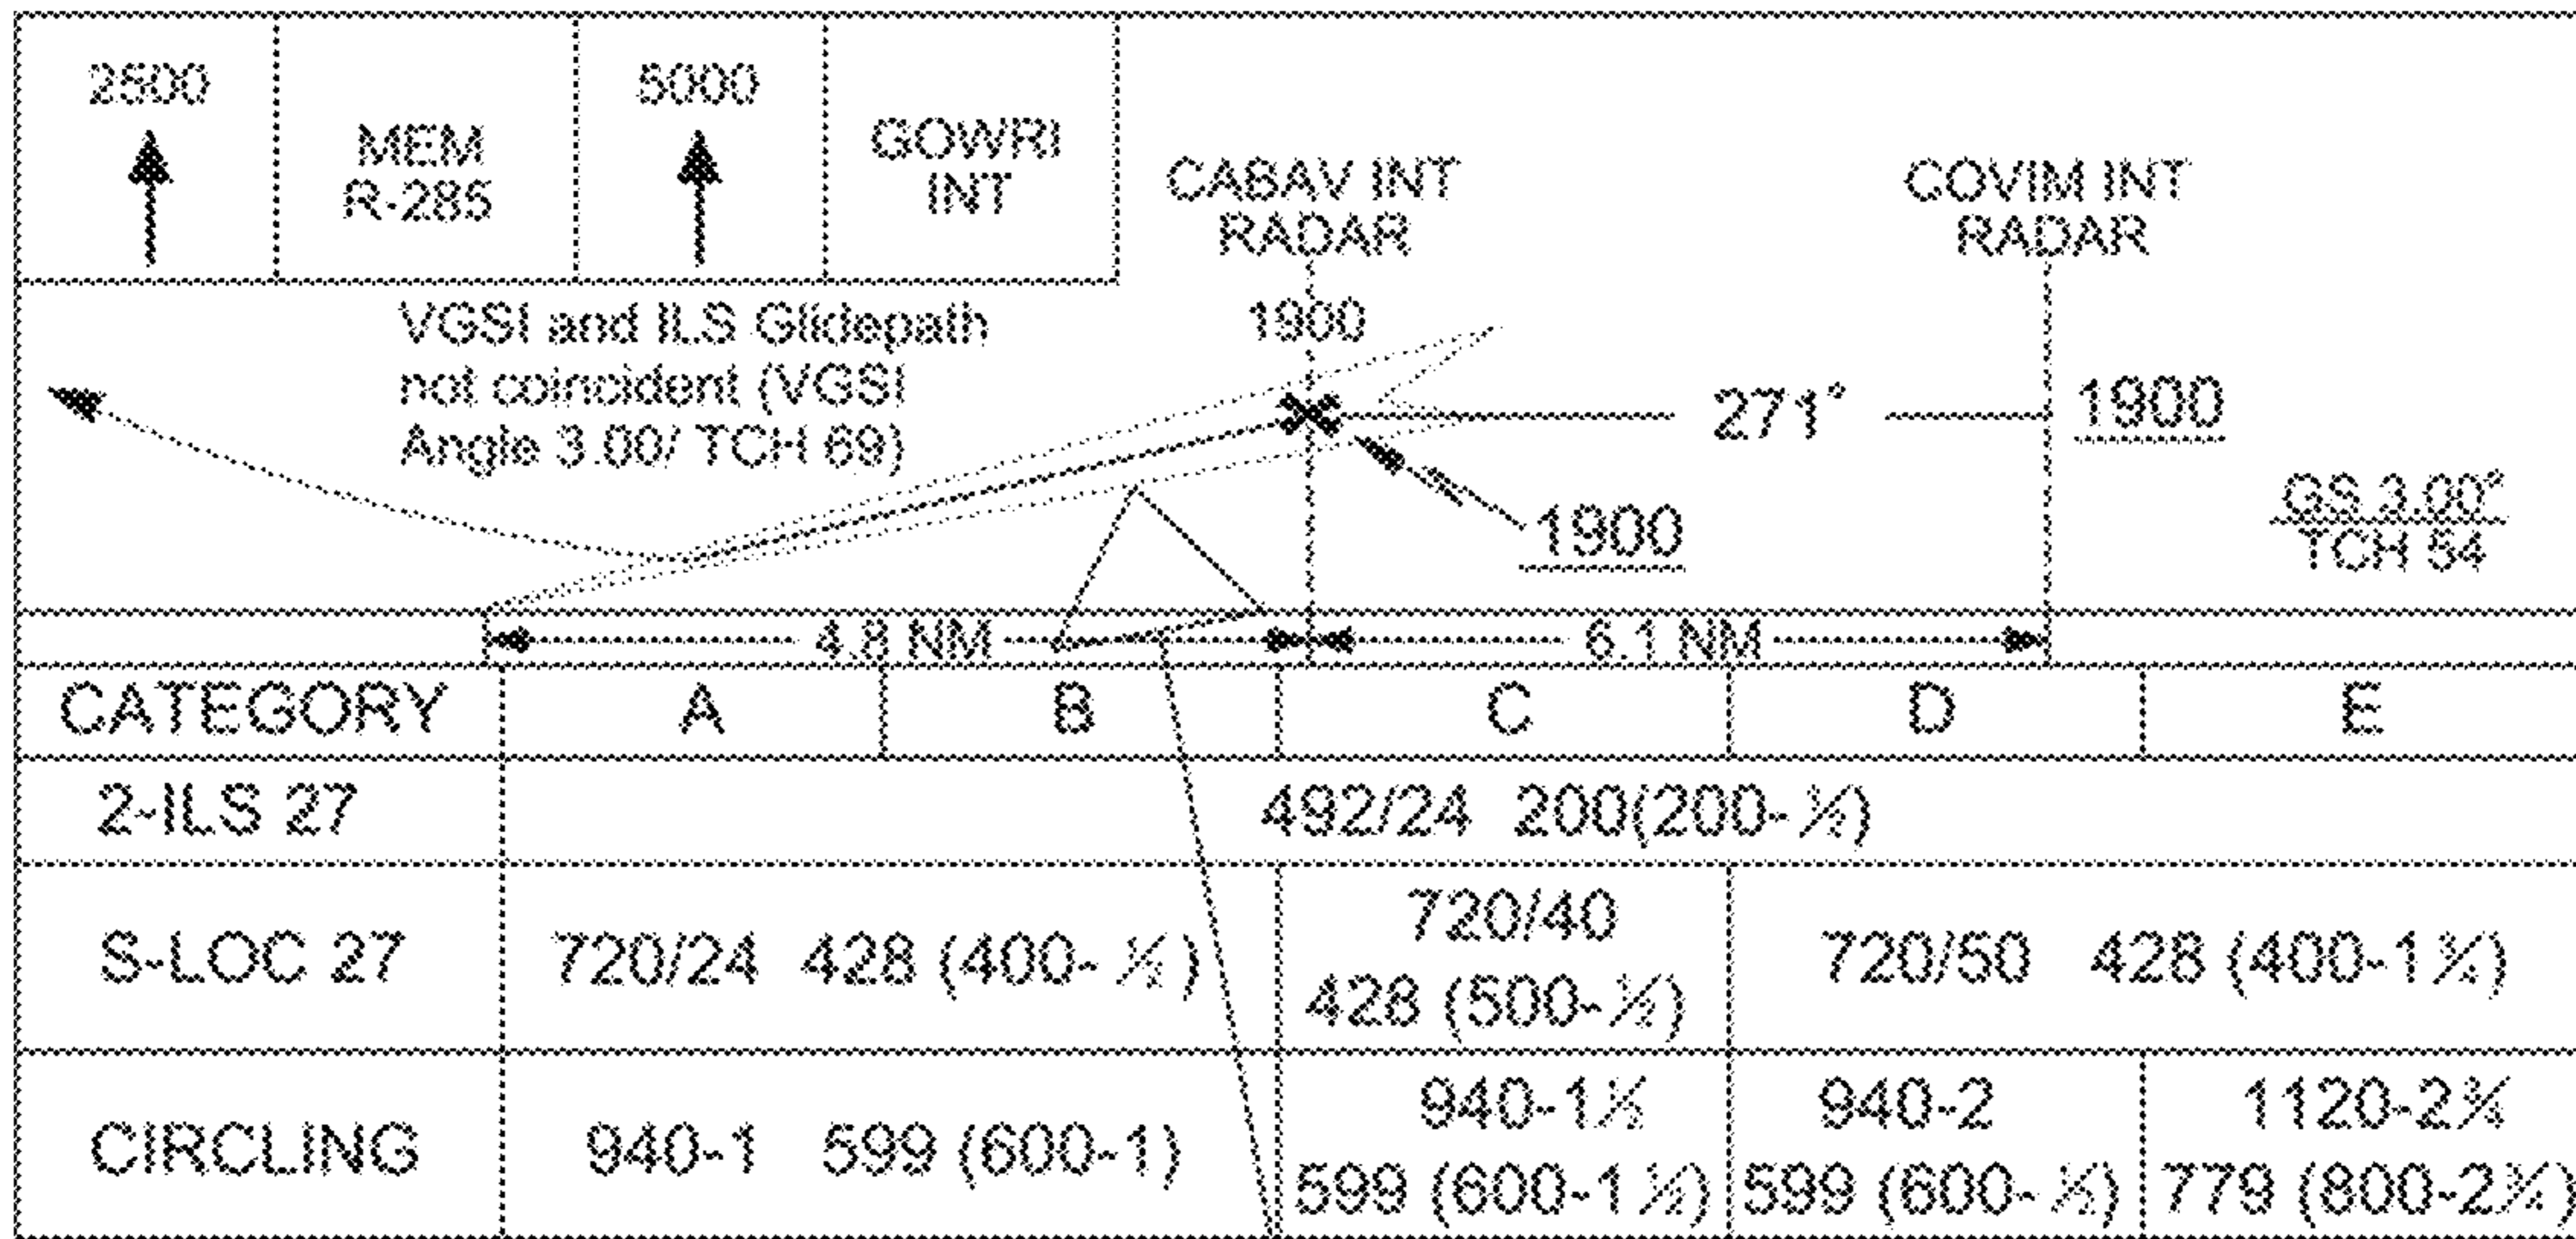 2500
MEM
R-285
5000
GOWRI
INT
CABAV INT
RADAR
COVIM INT
RADAR
VGSI and ILS Glidepath
not coincident (VGSI
Angle 3.00/ TCH 69)
1900
271°
1900
1900
GS 3.00°
TCH 54
4.8 NM
6.1 NM
CATEGORY A B C D E
2-ILS 27 492/24 200(200-½)
S-LOC 27 720/24 428 (400-½)
720/40
428 (500-½)
720/50 428 (400-1¾)
CIRCLING 940-1 599 (600-1)
940-1½
599 (600-1½)
940-2
599 (600-½)
1120-2¾
779 (800-2¾)